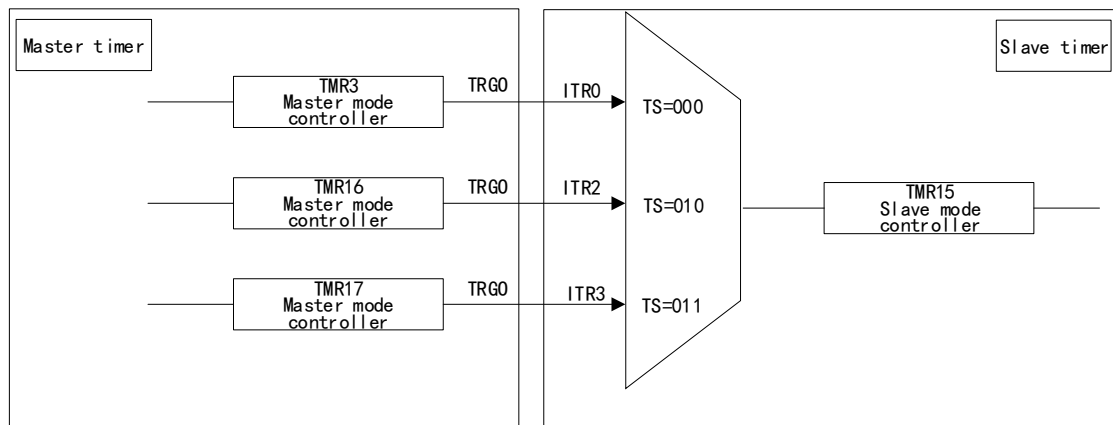 Master timer
Slave timer
TMR3
Master mode
controller
TRGO
ITR0
TS=000
TMR16
Master mode
controller
TRGO
ITR2
TS=010
TMR15
Slave mode
controller
TMR17
Master mode
controller
TRGO
ITR3
TS=011